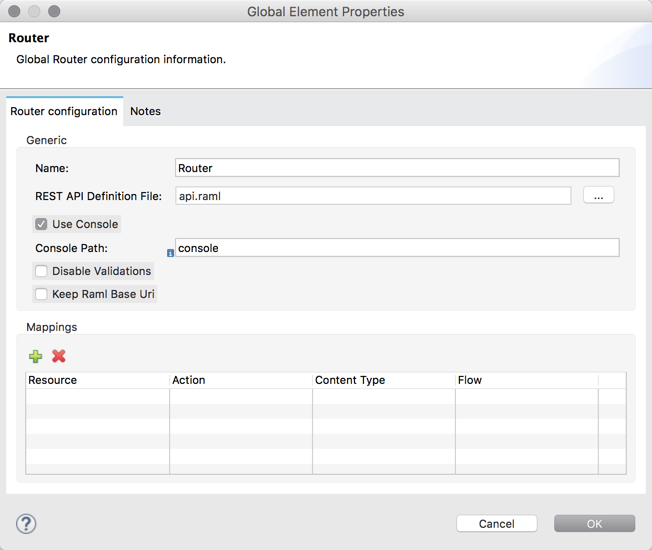 Global Element Properties
Router
Global Router configuration information.
Router configuration Notes
Generic
Name: Router
REST API Definition File: api.raml ...
Use Console
Console Path: console
Disable Validations
Keep Raml Base Uri
Mappings
Resource Action Content Type Flow
? Cancel OK